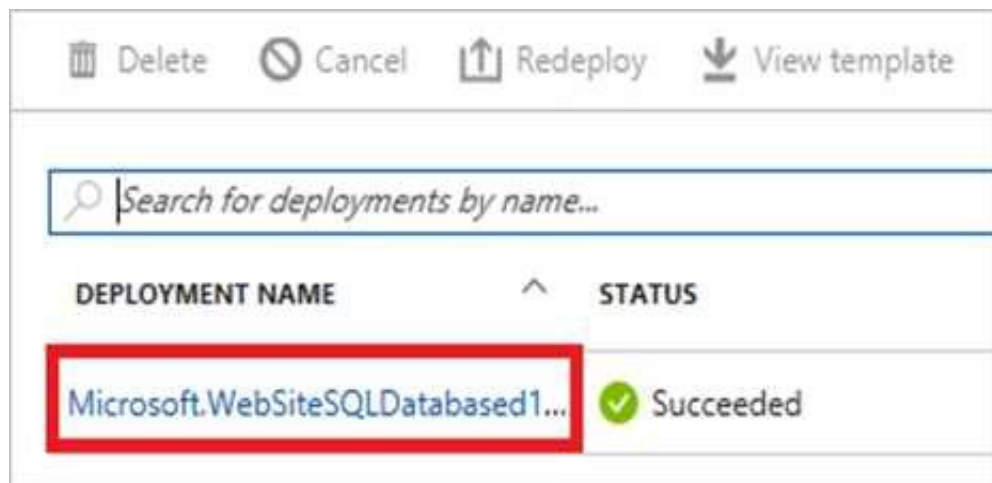 Delete Cancel Redeploy View template
Search for deployments by name...
DEPLOYMENT NAME STATUS
Microsoft.WebSiteSQLDatabased1... Succeeded